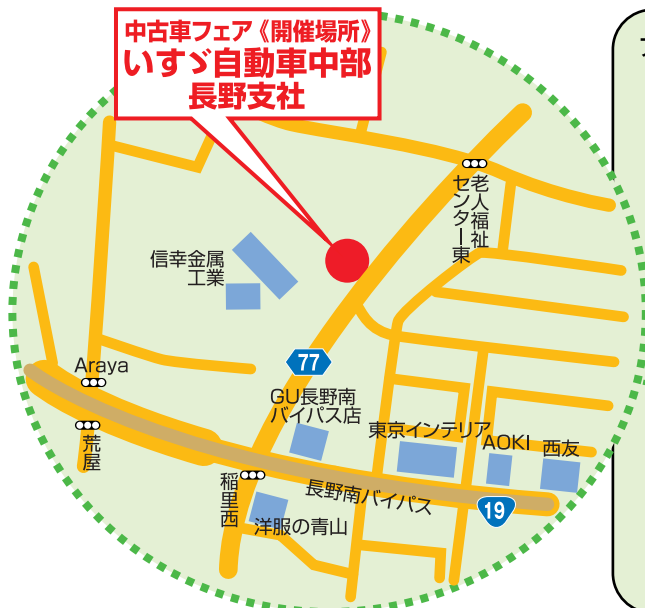 中古車フェア《開催場所》
いすゞ自動車中部
長野支社
老人福祉
センター東
信幸金属
工業
77
Araya
荒屋
GU長野南
バイパス店
東京インテリア
AOKI
西友
稲里西
長野南バイパス
19
洋服の青山